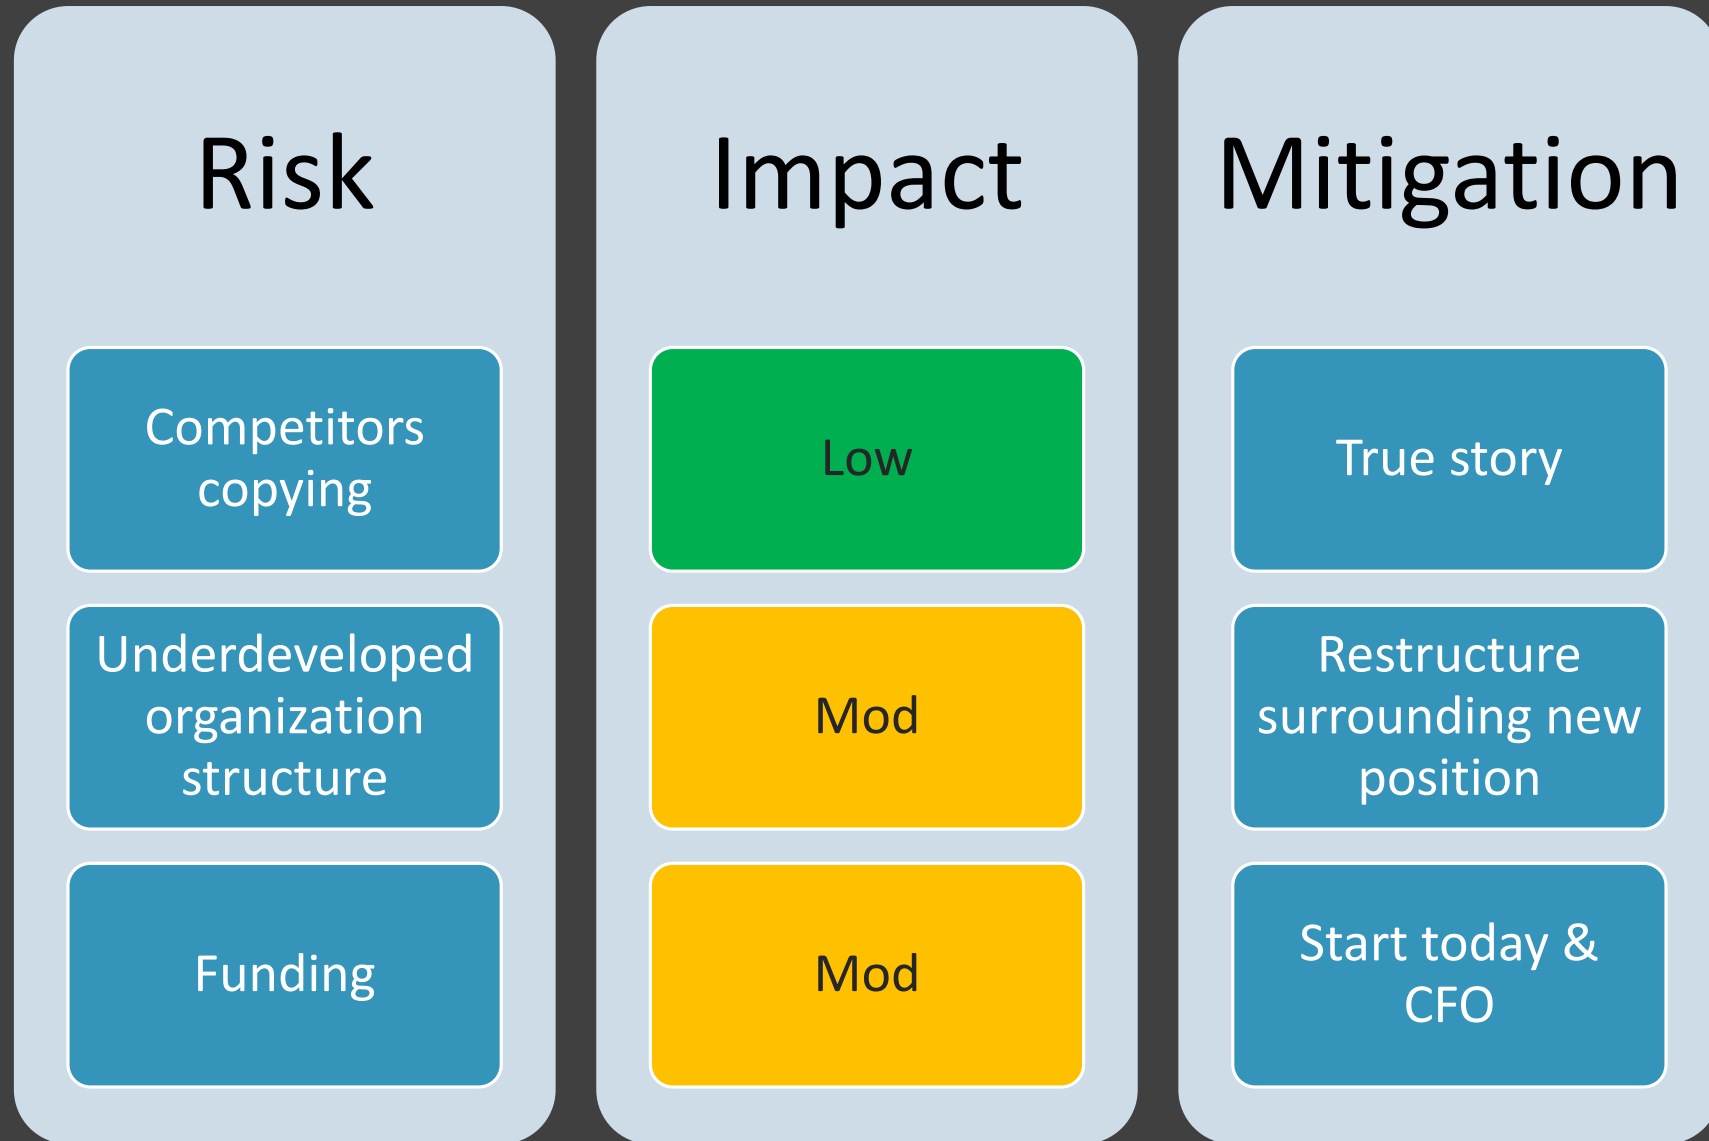 Risk
Impact
Mitigation
Competitors
copying
Low
True story
Underdeveloped
organization
structure
Mod
Restructure
surrounding new
position
Funding
Mod
Start today &
CFO